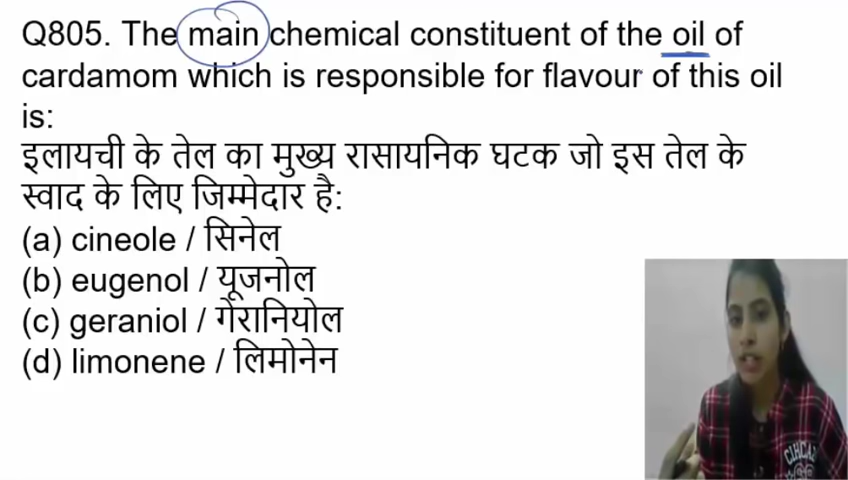 Q805. The main chemical constituent of the oil of
cardamom which is responsible for flavour of this oil
is:
इलायची के तेल का मुख्य रासायनिक घटक जो इस तेल के
स्वाद के लिए जिम्मेदार है:
(a) cineole / सिनेल
(b) eugenol / यूजनोल
(c) geraniol / गेरानियोल
(d) limonene / लिमोनेन